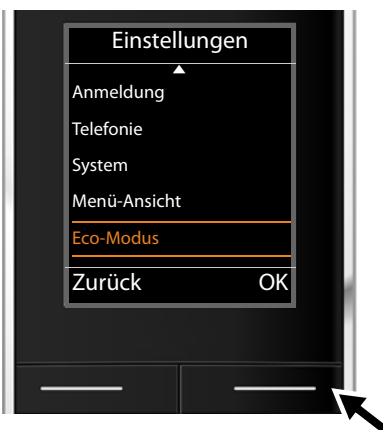 Einstellungen
Anmeldung
Telefonie
System
Menü-Ansicht
Eco-Modus
Zurück OK